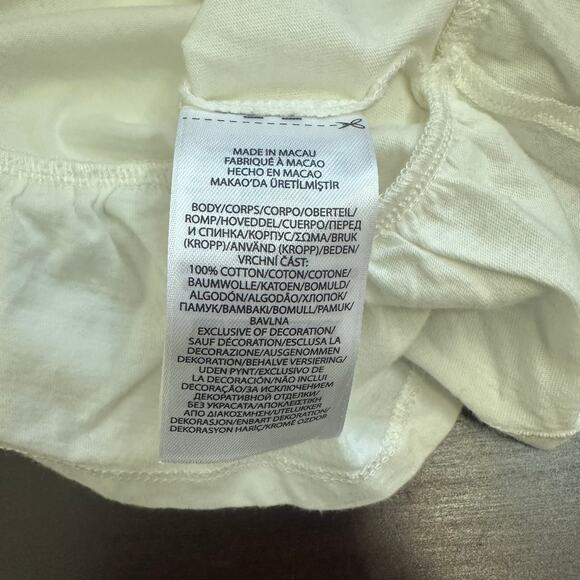 MADE IN MACAU
FABRIQUÉ À MACAO
HECHO EN MACAO
MAKAO'DA ÜRETİLMİŞTİR
BODY/CORPS/CORPO/OBERTEIL/
ROMP/HOVEDDEL/CUERPO/ПЕРЕД
И СПИНКА/КОРПУС/ΣΩΜΑ/BRUK
(KROPP)/ANVÄND (KROPP)/BEDEN/
VRCHNÍ ČÁST:
100% COTTON/COTON/COTONE/
BAUMWOLLE/KATOEN/BOMULD/
ALGODÓN/ALGODÃO/ХЛОПОК/
ПАМУК/ΒΑΜΒΑΚΙ/BOMULL/PAMUK/
BAVLNA
EXCLUSIVE OF DECORATION/
SAUF DÉCORATION/ESCLUSA LA
DECORAZIONE/AUSGENOMMEN
DEKORATION/BEHALVE VERSIERING/
UDEN PYNT/EXCLUSIVO DE
LA DECORACIÓN/NÃO INCLUI
DECORAÇÃO/ЗА ИСКЛЮЧЕНИЕМ
ДЕКОРАТИВНОЙ ОТДЕЛКИ/
БЕЗ УКРАСАТА/ΑΠΟΚΛΕΙΣΤΙΚΗ
ΑΠΟ ΔΙΑΚΟΣΜΗΣΗ/UTELUKKER
DEKORASJON/ENBART DEKORATION/
DEKORASYON HARİÇ/KROMĚ OZDOB